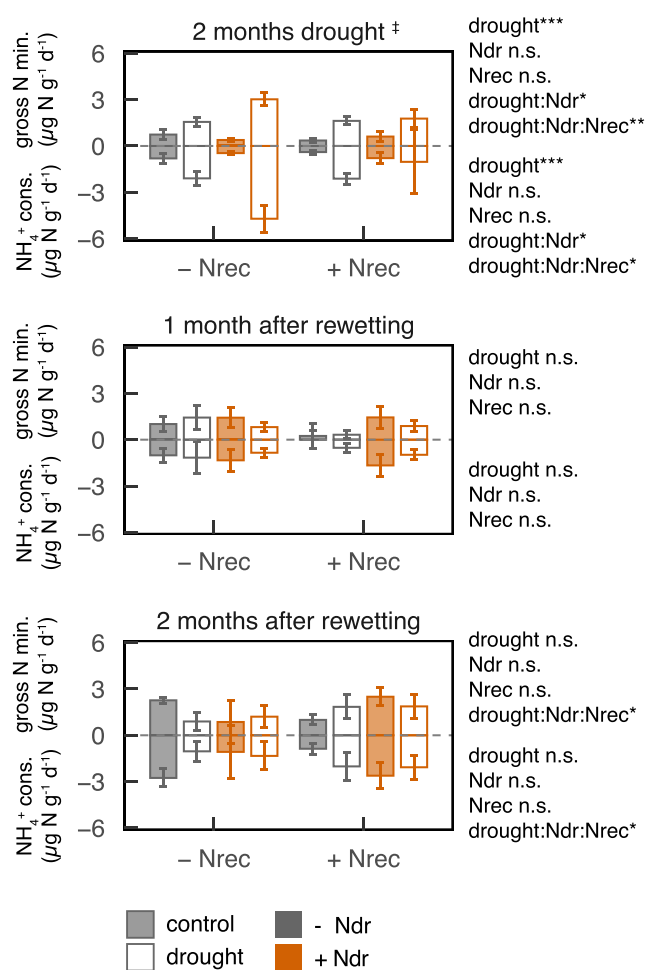 2 months drought ‡
gross N min.
(µg N g⁻¹ d⁻¹)
NH₄⁺ cons.
(µg N g⁻¹ d⁻¹)
6
3
0
−3
−6
− Nrec
+ Nrec
drought***
Ndr n.s.
Nrec n.s.
drought:Ndr*
drought:Ndr:Nrec**
drought***
Ndr n.s.
Nrec n.s.
drought:Ndr*
drought:Ndr:Nrec*
1 month after rewetting
gross N min.
(µg N g⁻¹ d⁻¹)
NH₄⁺ cons.
(µg N g⁻¹ d⁻¹)
6
3
0
−3
−6
− Nrec
+ Nrec
drought n.s.
Ndr n.s.
Nrec n.s.
drought n.s.
Ndr n.s.
Nrec n.s.
2 months after rewetting
gross N min.
(µg N g⁻¹ d⁻¹)
NH₄⁺ cons.
(µg N g⁻¹ d⁻¹)
6
3
0
−3
−6
− Nrec
+ Nrec
drought n.s.
Ndr n.s.
Nrec n.s.
drought:Ndr:Nrec*
drought n.s.
Ndr n.s.
Nrec n.s.
drought:Ndr:Nrec*
control
drought
- Ndr
+ Ndr